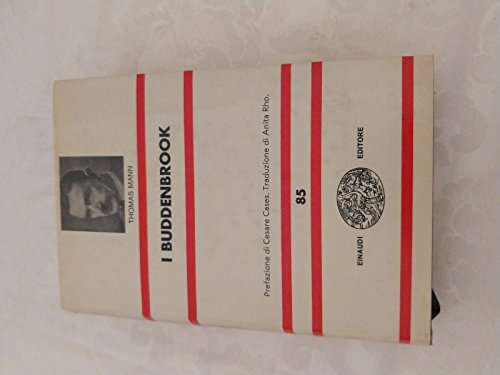 THOMAS MANN
I BUDDENBROOK
Prefazione di Cesare Cases. Traduzione di Anita Rho.
85
EINAUDI EDITORE